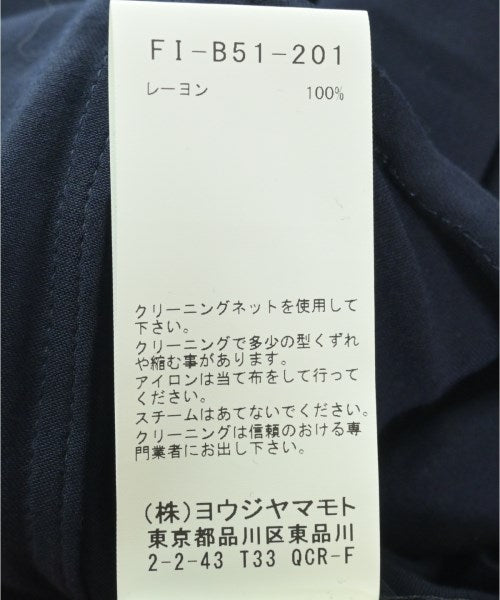 FI-B51-201
レーヨン 100%
クリーニングネットを使用して
下さい。
クリーニングで多少の型くずれ
や縮む事があります。
アイロンは当て布をして行って
ください。
スチームはあてないでください。
クリーニングは信頼のおける専
門業者にお出し下さい。
(株)ヨウジヤマモト
東京都品川区東品川
2-2-43 T33 QCR-F